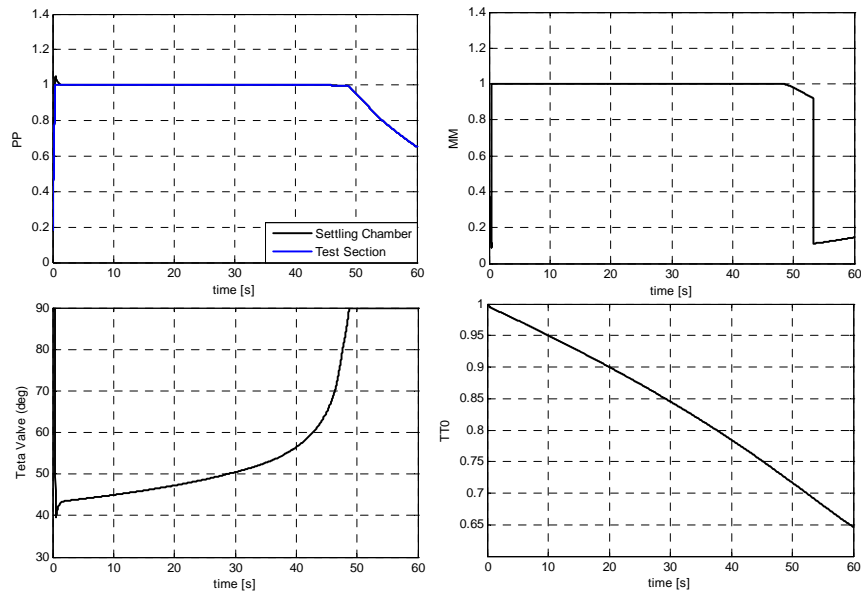 1.4
1.2
1
0.8
0.6
0.4
0.2
0
PP
0 10 20 30 40 50 60
time [s]
Settling Chamber
Test Section
1.4
1.2
1
0.8
0.6
0.4
0.2
0
MM
0 10 20 30 40 50 60
time [s]
90
80
70
60
50
40
30
Teta Valve (deg)
0 10 20 30 40 50 60
time [s]
1
0.95
0.9
0.85
0.8
0.75
0.7
0.65
TT0
0 10 20 30 40 50 60
time [s]